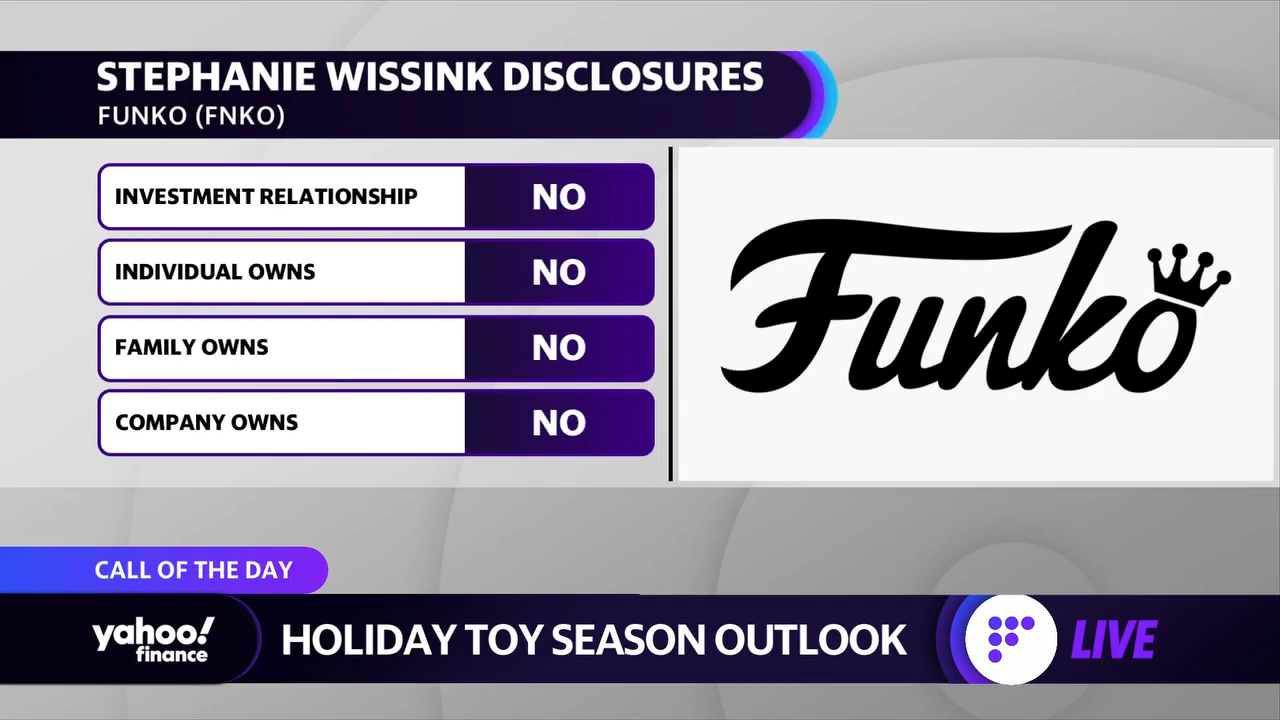 STEPHANIE WISSINK DISCLOSURES
FUNKO (FNKO)
INVESTMENT RELATIONSHIP NO
INDIVIDUAL OWNS NO
FAMILY OWNS NO
COMPANY OWNS NO
Funko
CALL OF THE DAY
yahoo!
finance
HOLIDAY TOY SEASON OUTLOOK
LIVE